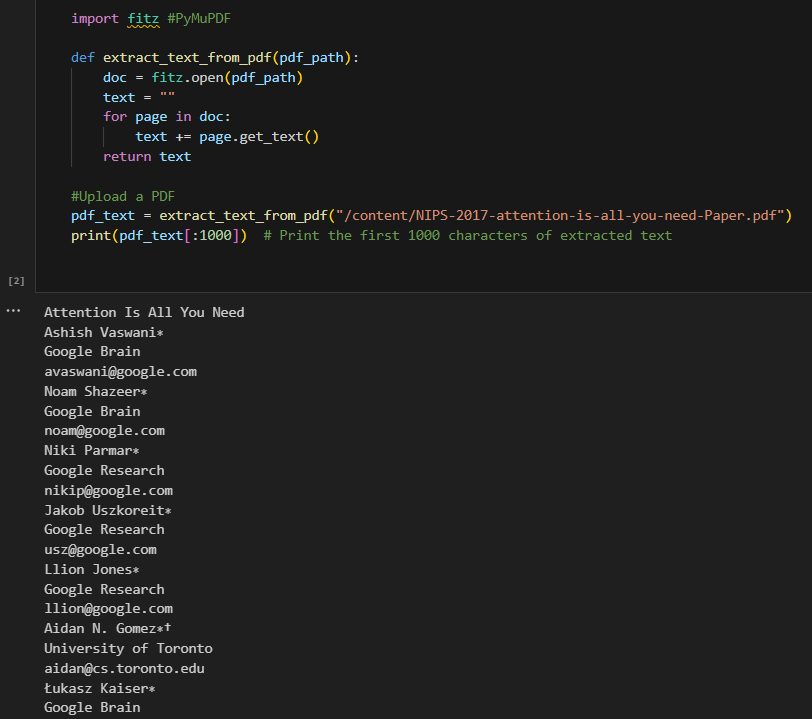 import fitz #PyMuPDF
def extract_text_from_pdf(pdf_path):
doc = fitz.open(pdf_path)
text = ""
for page in doc:
text += page.get_text()
return text
#Upload a PDF
pdf_text = extract_text_from_pdf("/content/NIPS-2017-attention-is-all-you-need-Paper.pdf")
print(pdf_text[:1000])  # Print the first 1000 characters of extracted text
[2]
Attention Is All You Need
Ashish Vaswani∗
Google Brain
avaswani@google.com
Noam Shazeer∗
Google Brain
noam@google.com
Niki Parmar∗
Google Research
nikip@google.com
Jakob Uszkoreit∗
Google Research
usz@google.com
Llion Jones∗
Google Research
llion@google.com
Aidan N. Gomez∗†
University of Toronto
aidan@cs.toronto.edu
Łukasz Kaiser∗
Google Brain